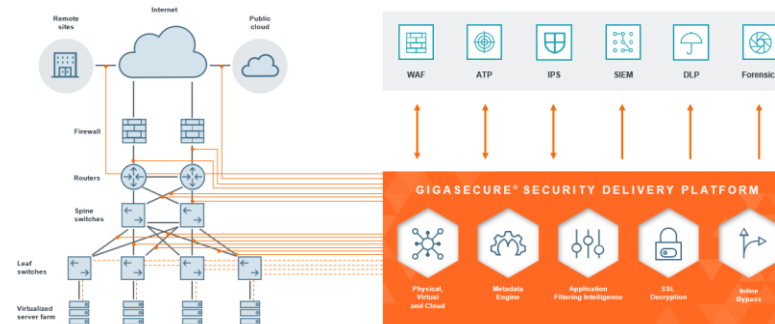 Internet
Remote
sites
Public
cloud
Firewall
Routers
Spine
switches
Leaf
switches
Virtualized
server farm
WAF
ATP
IPS
SIEM
DLP
Forensic
GIGASECURE® SECURITY DELIVERY PLATFORM
Physical,
Virtual
and Cloud
Metadata
Engine
Application
Filtering Intelligence
SSL
Decryption
Inline
Bypass